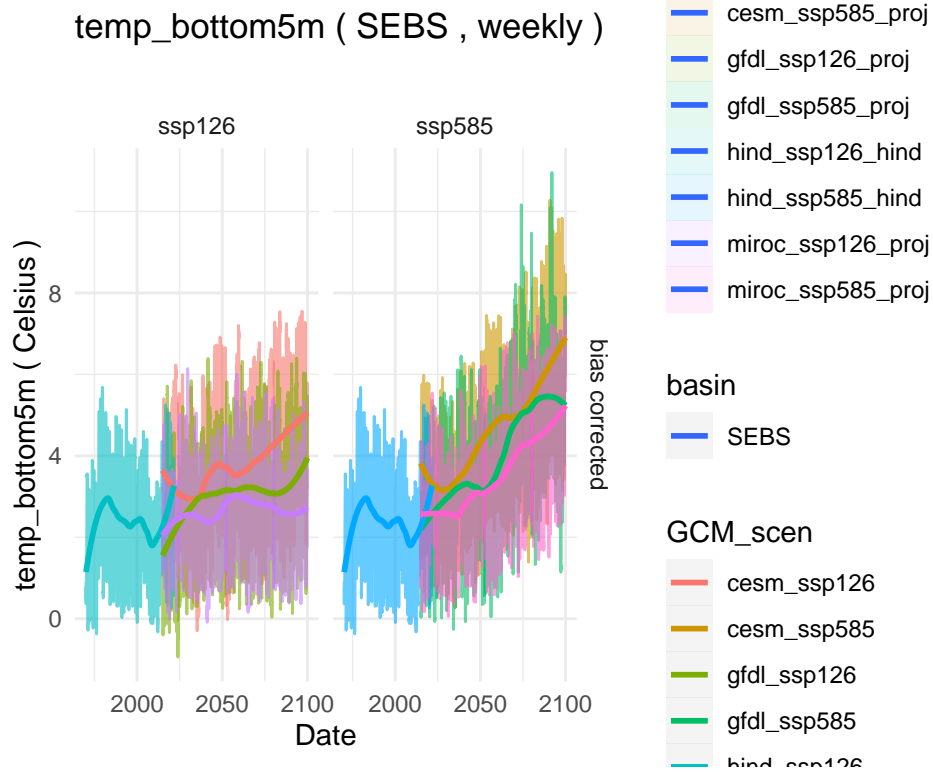 temp_bottom5m ( SEBS , weekly )
ssp126
ssp585
temp_bottom5m ( Celsius )
8
4
0
bias corrected
2000
2050
2100
2000
2050
2100
Date
cesm_ssp585_proj
gfdl_ssp126_proj
gfdl_ssp585_proj
hind_ssp126_hind
hind_ssp585_hind
miroc_ssp126_proj
miroc_ssp585_proj
basin
SEBS
GCM_scen
cesm_ssp126
cesm_ssp585
gfdl_ssp126
gfdl_ssp585
hind_ssp126